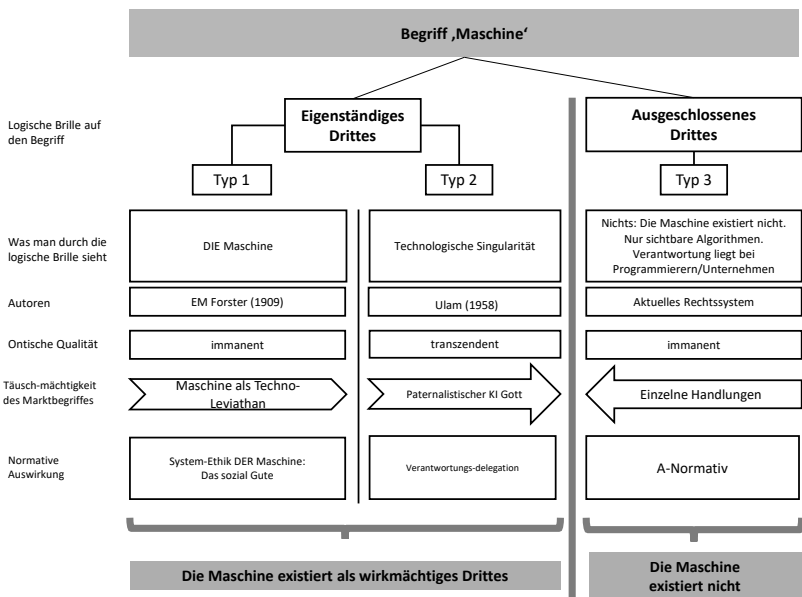 Begriff ‚Maschine‘
Logische Brille auf
den Begriff
Eigenständiges
Drittes
Ausgeschlossenes
Drittes
Typ 1
Typ 2
Typ 3
Was man durch die
logische Brille sieht
DIE Maschine
Technologische Singularität
Nichts: Die Maschine existiert nicht.
Nur sichtbare Algorithmen.
Verantwortung liegt bei
Programmierern/Unternehmen
Autoren
EM Forster (1909)
Ulam (1958)
Aktuelles Rechtssystem
Ontische Qualität
immanent
transzendent
immanent
Täusch-mächtigkeit
des Marktbegriffes
Maschine als Techno-
Leviathan
Paternalistischer KI Gott
Einzelne Handlungen
Normative
Auswirkung
System-Ethik DER Maschine:
Das sozial Gute
Verantwortungs-delegation
A-Normativ
Die Maschine existiert als wirkmächtiges Drittes
Die Maschine
existiert nicht